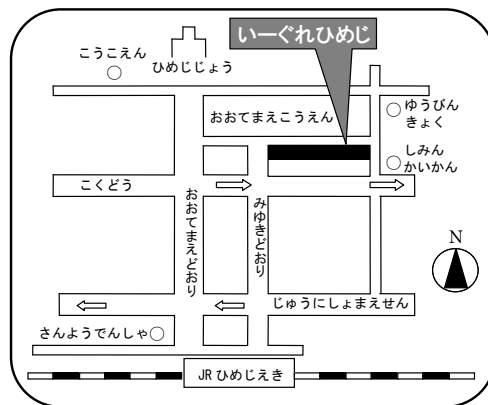 いーぐれひめじ
こうこえん
ひめじじょう
おおてまえこうえん
ゆうびん
きょく
しみん
かいかん
こくどう
おおてまえどおり
みゆきどおり
N
じゅうにしょまえせん
さんようでんしゃ
JRひめじえき